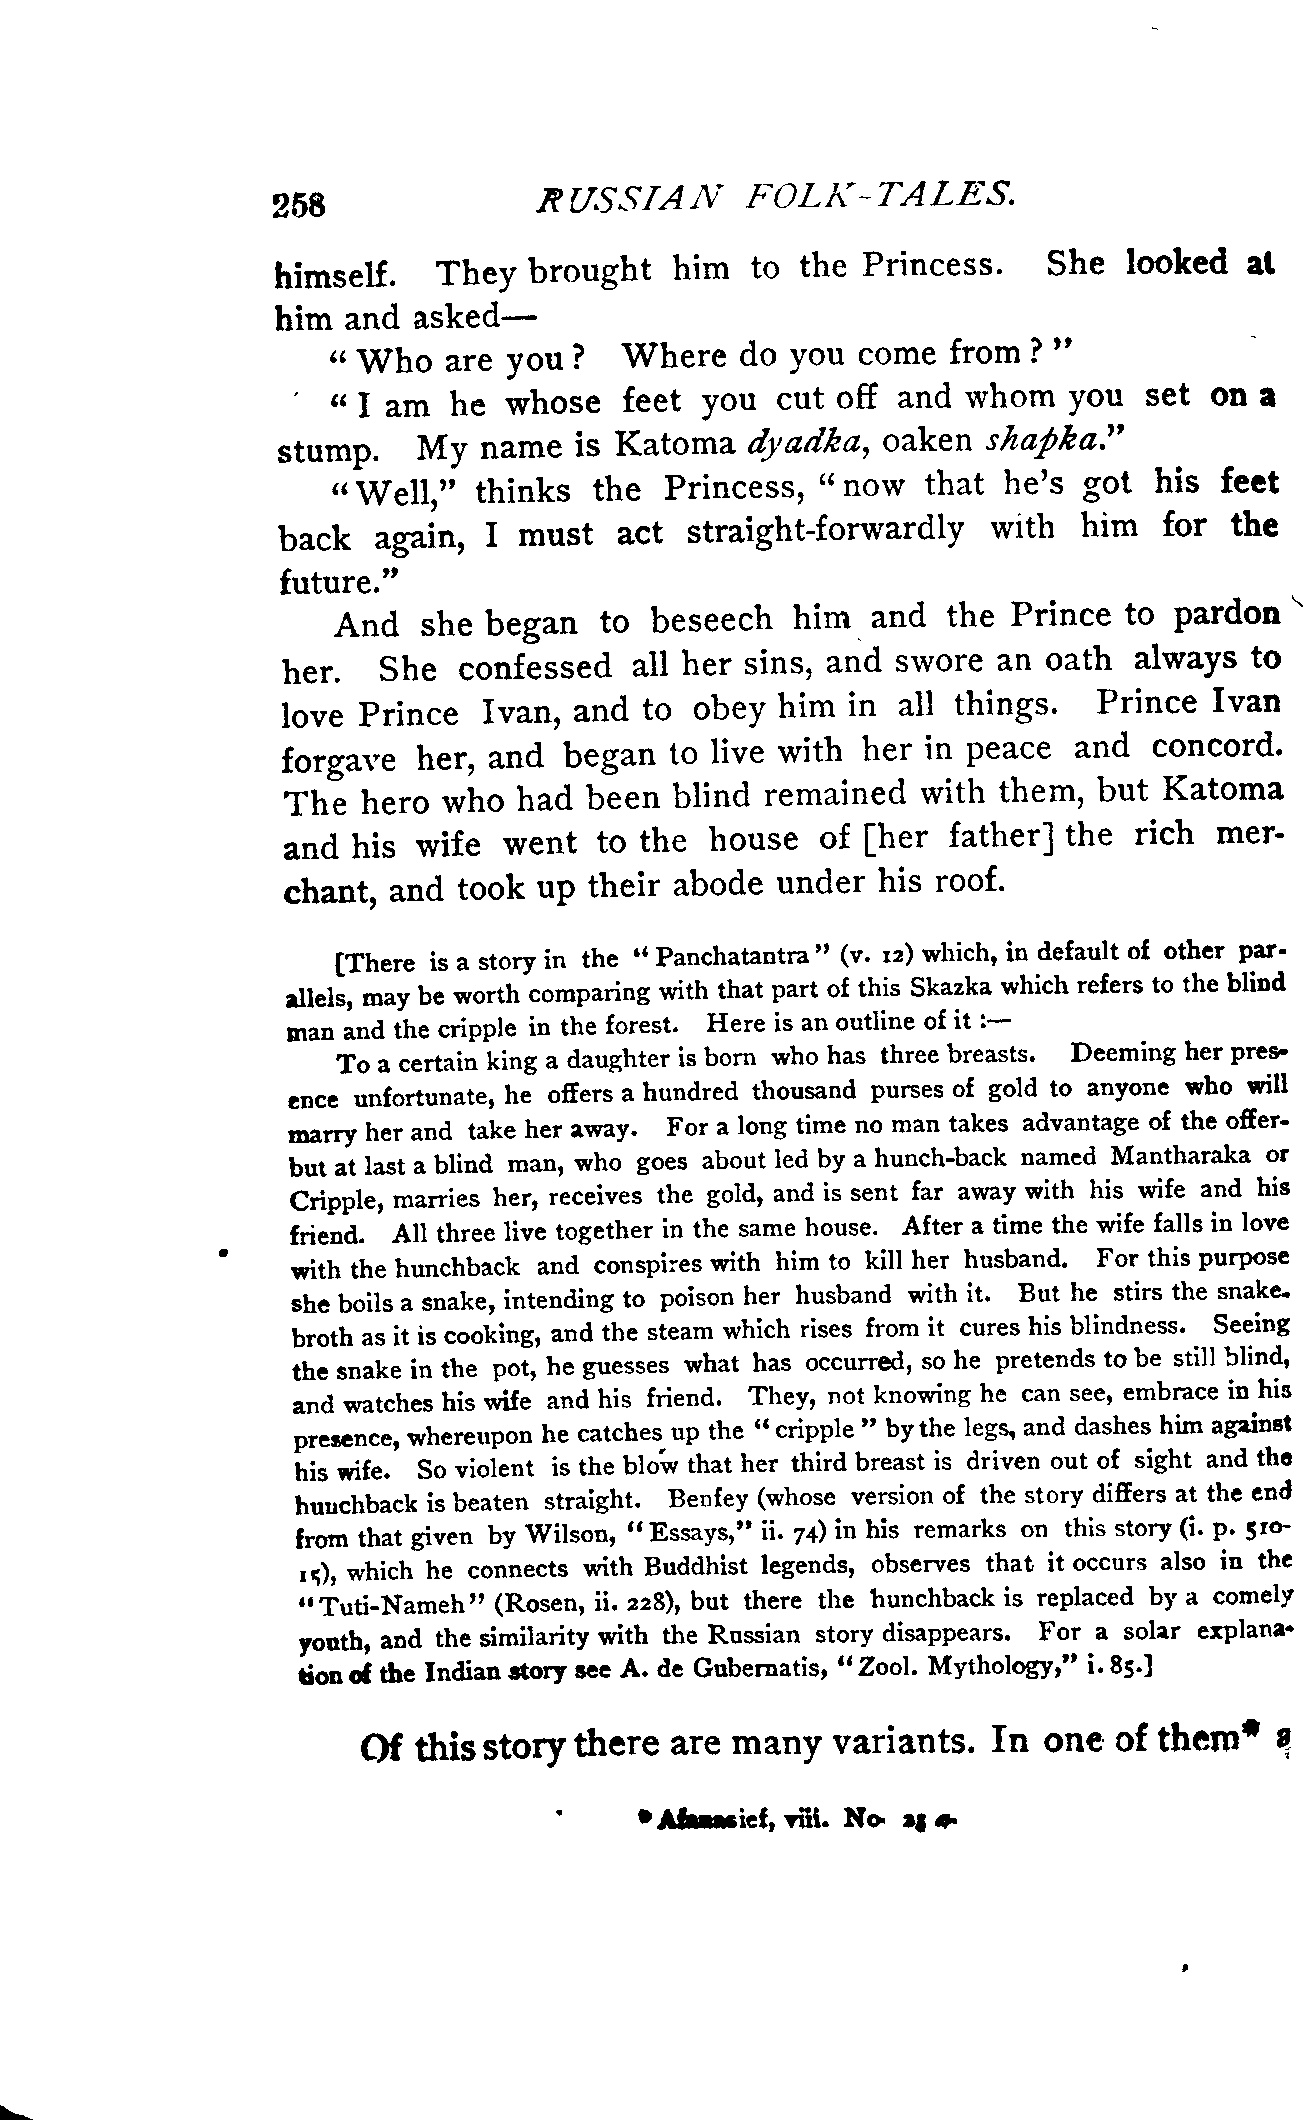 258 RUSSIAN FOLK-TALES.
himself. They brought him to the Princess. She looked at
him and asked—
"Who are you? Where do you come from?"
"I am he whose feet you cut off and whom you set on a
stump. My name is Katoma dyadka, oaken shapka."
"Well," thinks the Princess, "now that he's got his feet
back again, I must act straight-forwardly with him for the
future."
And she began to beseech him and the Prince to pardon
her. She confessed all her sins, and swore an oath always to
love Prince Ivan, and to obey him in all things. Prince Ivan
forgave her, and began to live with her in peace and concord.
The hero who had been blind remained with them, but Katoma
and his wife went to the house of [her father] the rich mer-
chant, and took up their abode under his roof.
[There is a story in the "Panchatantra" (v. 12) which, in default of other par-
allels, may be worth comparing with that part of this Skazka which refers to the blind
man and the cripple in the forest. Here is an outline of it :—
To a certain king a daughter is born who has three breasts. Deeming her pres-
ence unfortunate, he offers a hundred thousand purses of gold to anyone who will
marry her and take her away. For a long time no man takes advantage of the offer-
but at last a blind man, who goes about led by a hunch-back named Mantharaka or
Cripple, marries her, receives the gold, and is sent far away with his wife and his
friend. All three live together in the same house. After a time the wife falls in love
with the hunchback and conspires with him to kill her husband. For this purpose
she boils a snake, intending to poison her husband with it. But he stirs the snake-
broth as it is cooking, and the steam which rises from it cures his blindness. Seeing
the snake in the pot, he guesses what has occurred, so he pretends to be still blind,
and watches his wife and his friend. They, not knowing he can see, embrace in his
presence, whereupon he catches up the "cripple" by the legs, and dashes him against
his wife. So violent is the blow that her third breast is driven out of sight and the
hunchback is beaten straight. Benfey (whose version of the story differs at the end
from that given by Wilson, "Essays," ii. 74) in his remarks on this story (i. p. 510-
15), which he connects with Buddhist legends, observes that it occurs also in the
"Tuti-Nameh" (Rosen, ii. 228), but there the hunchback is replaced by a comely
youth, and the similarity with the Russian story disappears. For a solar explana-
tion of the Indian story see A. de Gubernatis, "Zool. Mythology," i. 85.]
Of this story there are many variants. In one of them* a
* Afanasief, viii. No.